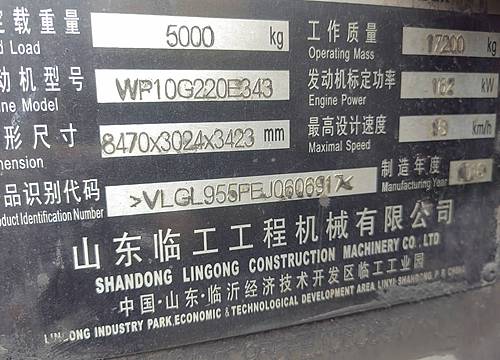 定载重量 5000 kg 工作质量 17200 kg
Load Operating Mass
动机型号 WP10G220E343 发动机标定功率 162 kW
Model Engine Power
形尺寸 8470x3024x3423 mm 最高设计速度 km/h
mension Maximal Speed
品识别代码 >VLGL955PEJ0606917< 制造年度
oduct Identification Number Manufacturing Year
山东临工工程机械有限公司
SHANDONG LINGONG CONSTRUCTION MACHINERY CO., LTD
中国·山东·临沂经济技术开发区临工工业园
LINGONG INDUSTRY PARK, ECONOMIC & TECHNOLOGICAL DEVELOPMENT AREA, LINYI SHANDONG, P. R. CHINA